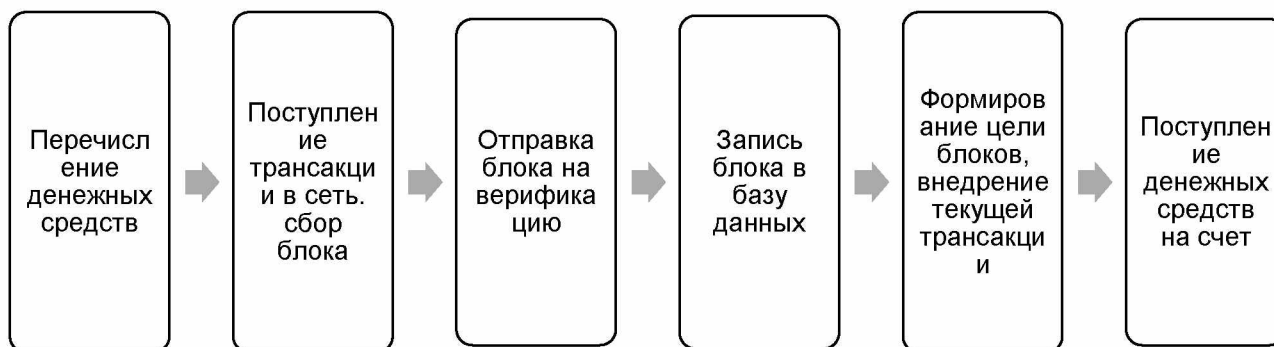 Перечисл
ение
денежных
средств
Поступлен
ие
трансакци
и в сеть.
сбор
блока
Отправка
блока на
верифика
цию
Запись
блока в
базу
данных
Формиров
ание цели
блоков,
внедрение
текущей
трансакци
и
Поступлен
ие
денежных
средств
на счет